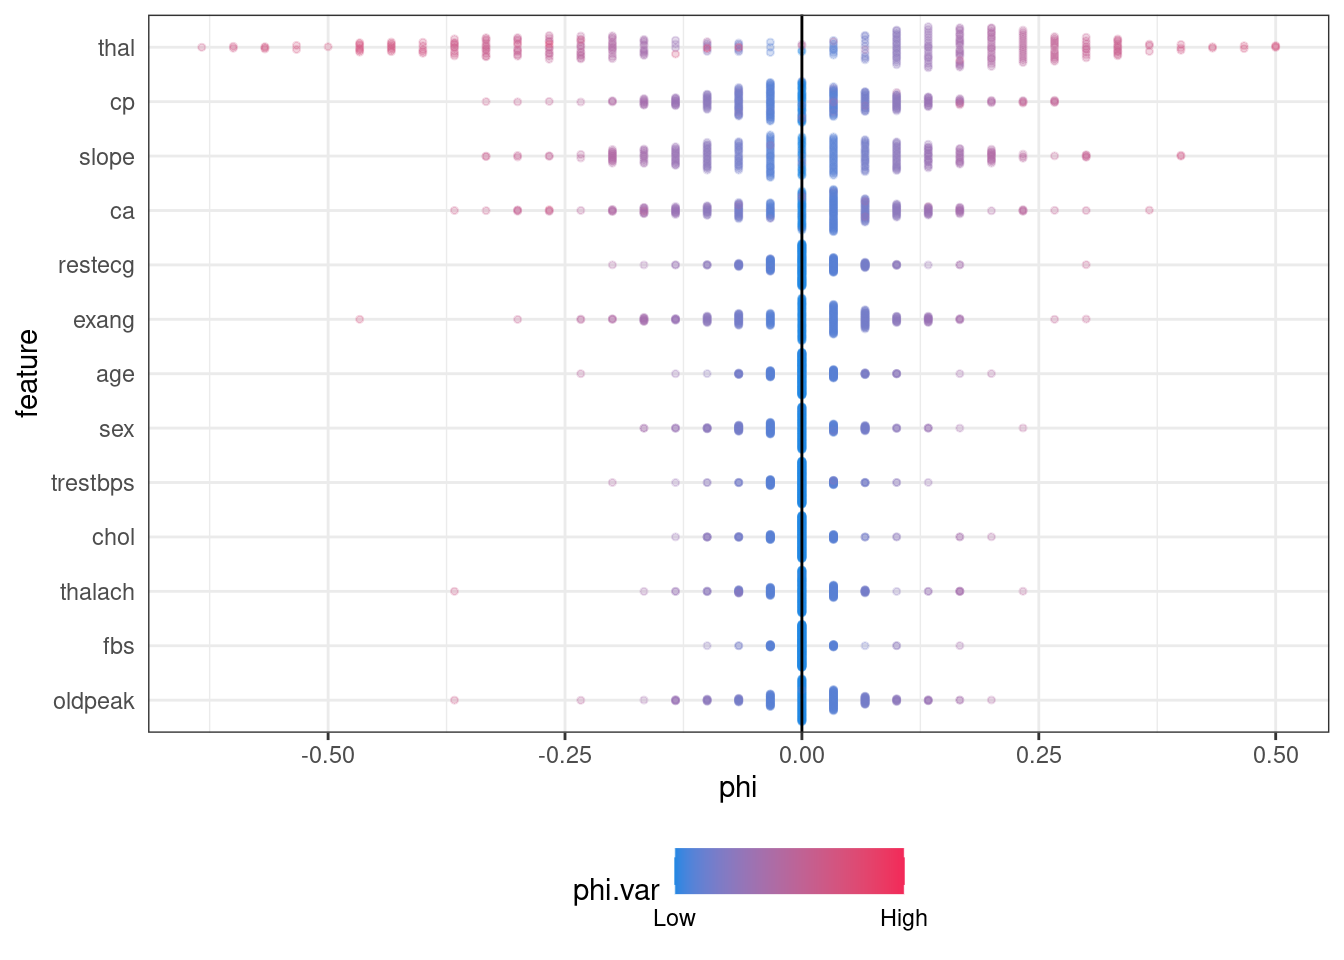 feature
thal
cp
slope
ca
restecg
exang
age
sex
trestbps
chol
thalach
fbs
oldpeak
-0.50 -0.25 0.00 0.25 0.50
phi
phi.var
Low High